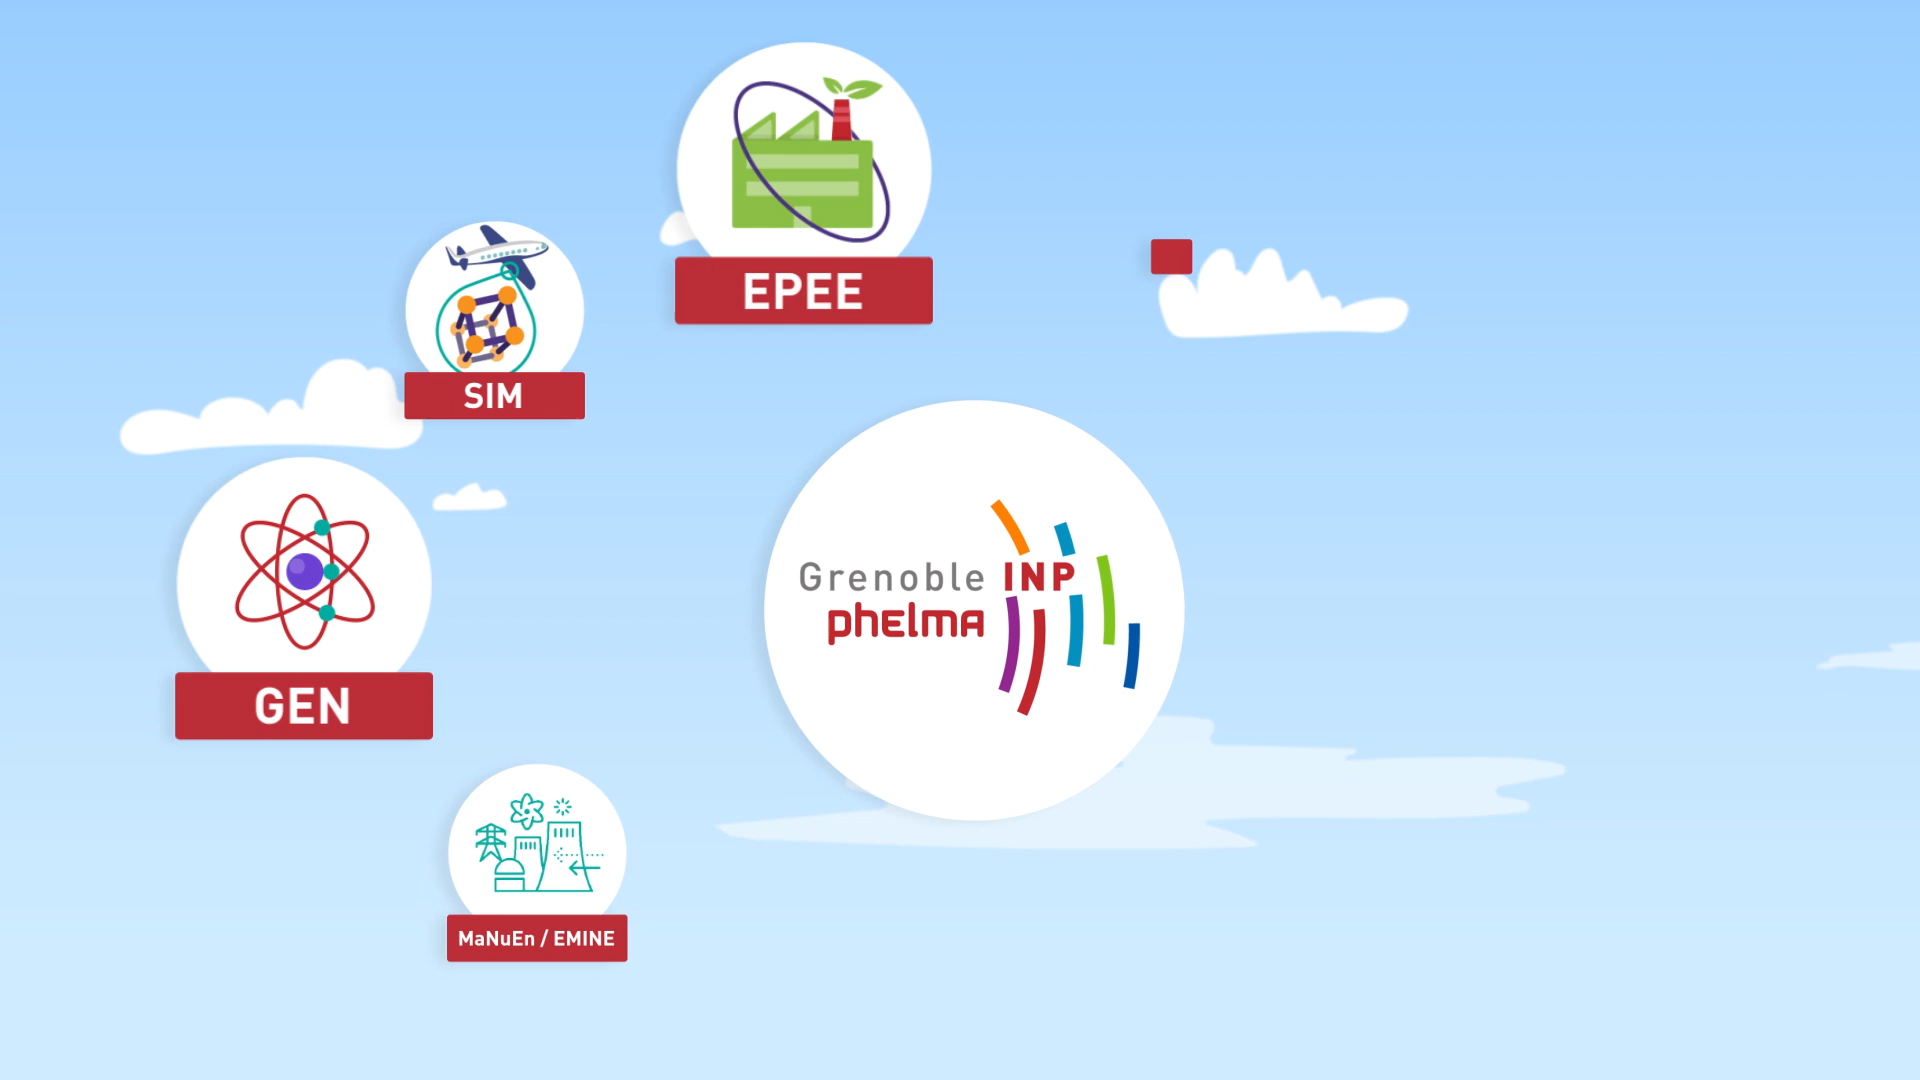 EPEE
SIM
GEN
Grenoble INP
phelma
MaNuEn / EMINE